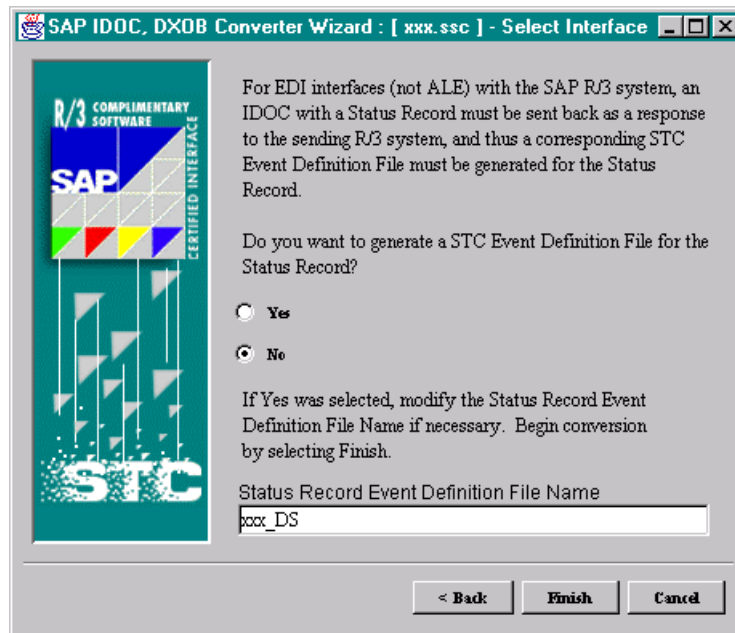 SAP IDOC, DXOB Converter Wizard : [ xxx.ssc ] - Select Interface
R/3 COMPLIMENTARY
SOFTWARE
SAP
CERTIFIED INTERFACE
STC
For EDI interfaces (not ALE) with the SAP R/3 system, an
IDOC with a Status Record must be sent back as a response
to the sending R/3 system, and thus a corresponding STC
Event Definition File must be generated for the Status
Record.
Do you want to generate a STC Event Definition File for the
Status Record?
Yes
No
If Yes was selected, modify the Status Record Event
Definition File Name if necessary.  Begin conversion
by selecting Finish.
Status Record Event Definition File Name
xxx_DS
< Back
Finish
Cancel